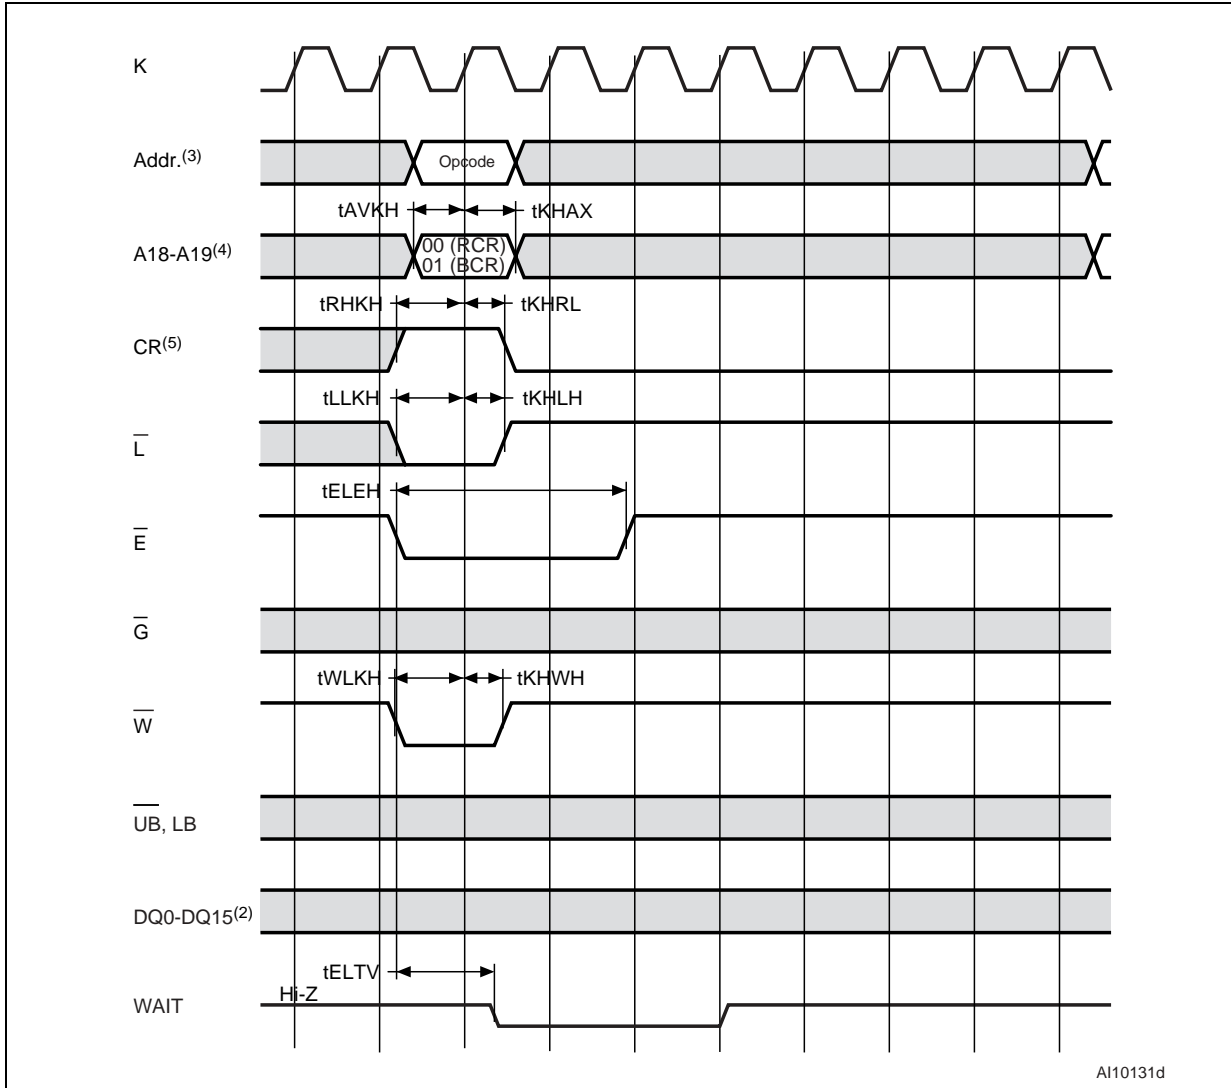 K
Addr.(3)
Opcode
tAVKH
tKHAX
A18-A19(4)
00 (RCR)
01 (BCR)
tRHKH
tKHRL
CR(5)
tLLKH
tKHLH
L
tELEH
E
G
tWLKH
tKHWH
W
UB, LB
DQ0-DQ15(2)
tELTV
Hi-Z
WAIT
AI10131d